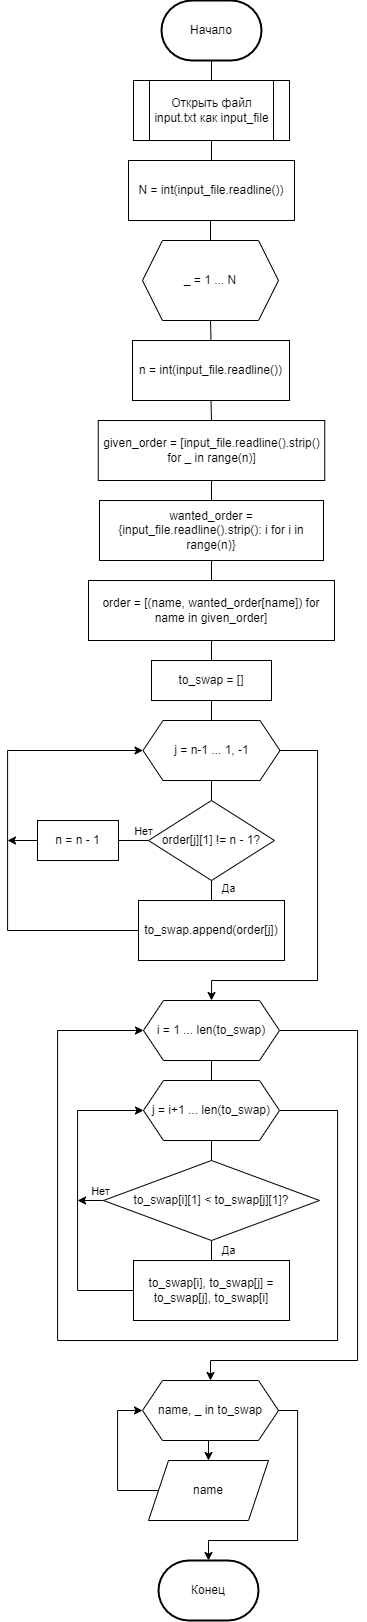 Начало
Открыть файл
input.txt как input_file
N = int(input_file.readline())
_ = 1 ... N
n = int(input_file.readline())
given_order = [input_file.readline().strip()
for _ in range(n)]
wanted_order =
{input_file.readline().strip(): i for i in
range(n)}
order = [(name, wanted_order[name]) for
name in given_order]
to_swap = []
j = n-1 ... 1, -1
Нет
n = n - 1
order[j][1] != n - 1?
Да
to_swap.append(order[j])
i = 1 ... len(to_swap)
j = i+1 ... len(to_swap)
Нет
to_swap[i][1] < to_swap[j][1]?
Да
to_swap[i], to_swap[j] =
to_swap[j], to_swap[i]
name, _ in to_swap
name
Конец